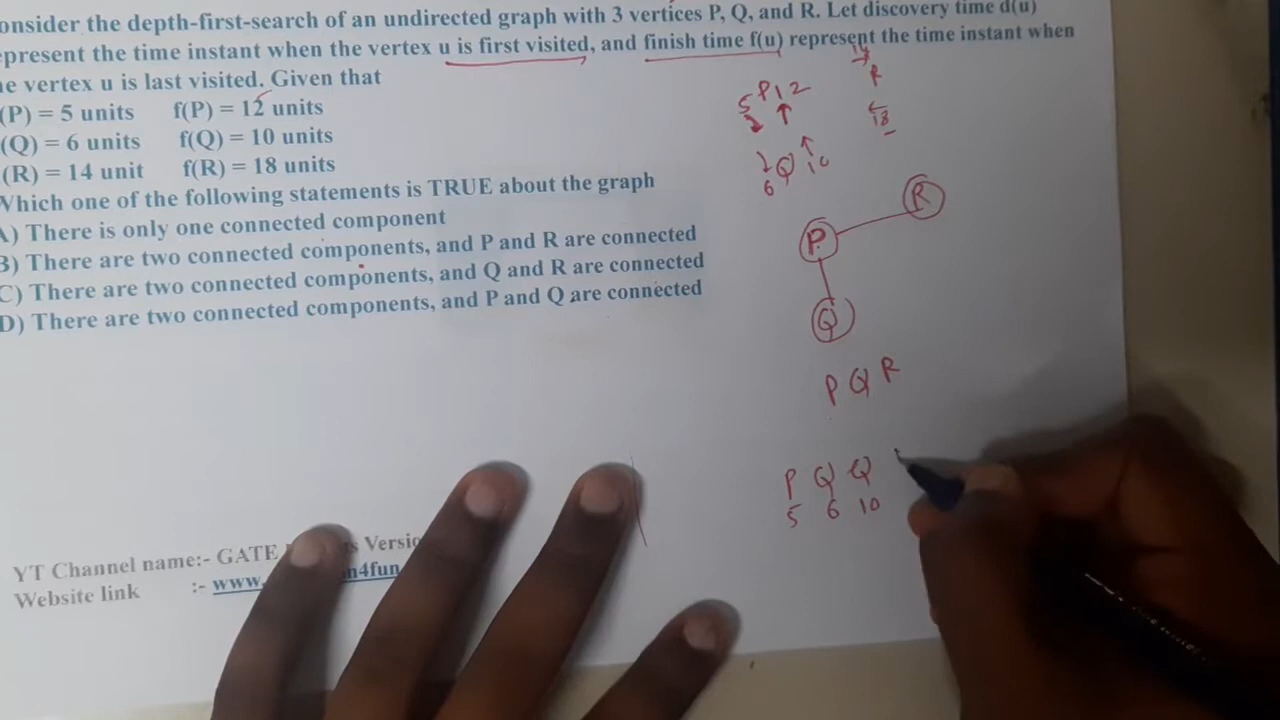 onsider the depth-first-search of an undirected graph with 3 vertices P, Q, and R. Let discovery time d(u)
epresent the time instant when the vertex u is first visited, and finish time f(u) represent the time instant when
he vertex u is last visited. Given that
(P) = 5 units f(P) = 12 units
(Q) = 6 units f(Q) = 10 units
(R) = 14 unit f(R) = 18 units
Which one of the following statements is TRUE about the graph
A) There is only one connected component
B) There are two connected components, and P and R are connected
C) There are two connected components, and Q and R are connected
D) There are two connected components, and P and Q are connected
5 P 12
6 Q 10
14
R
18
R
P
Q
P Q R
P Q Q
5 6 10
YT Channel name:- GATE Versio
Website link :- www. n4fun